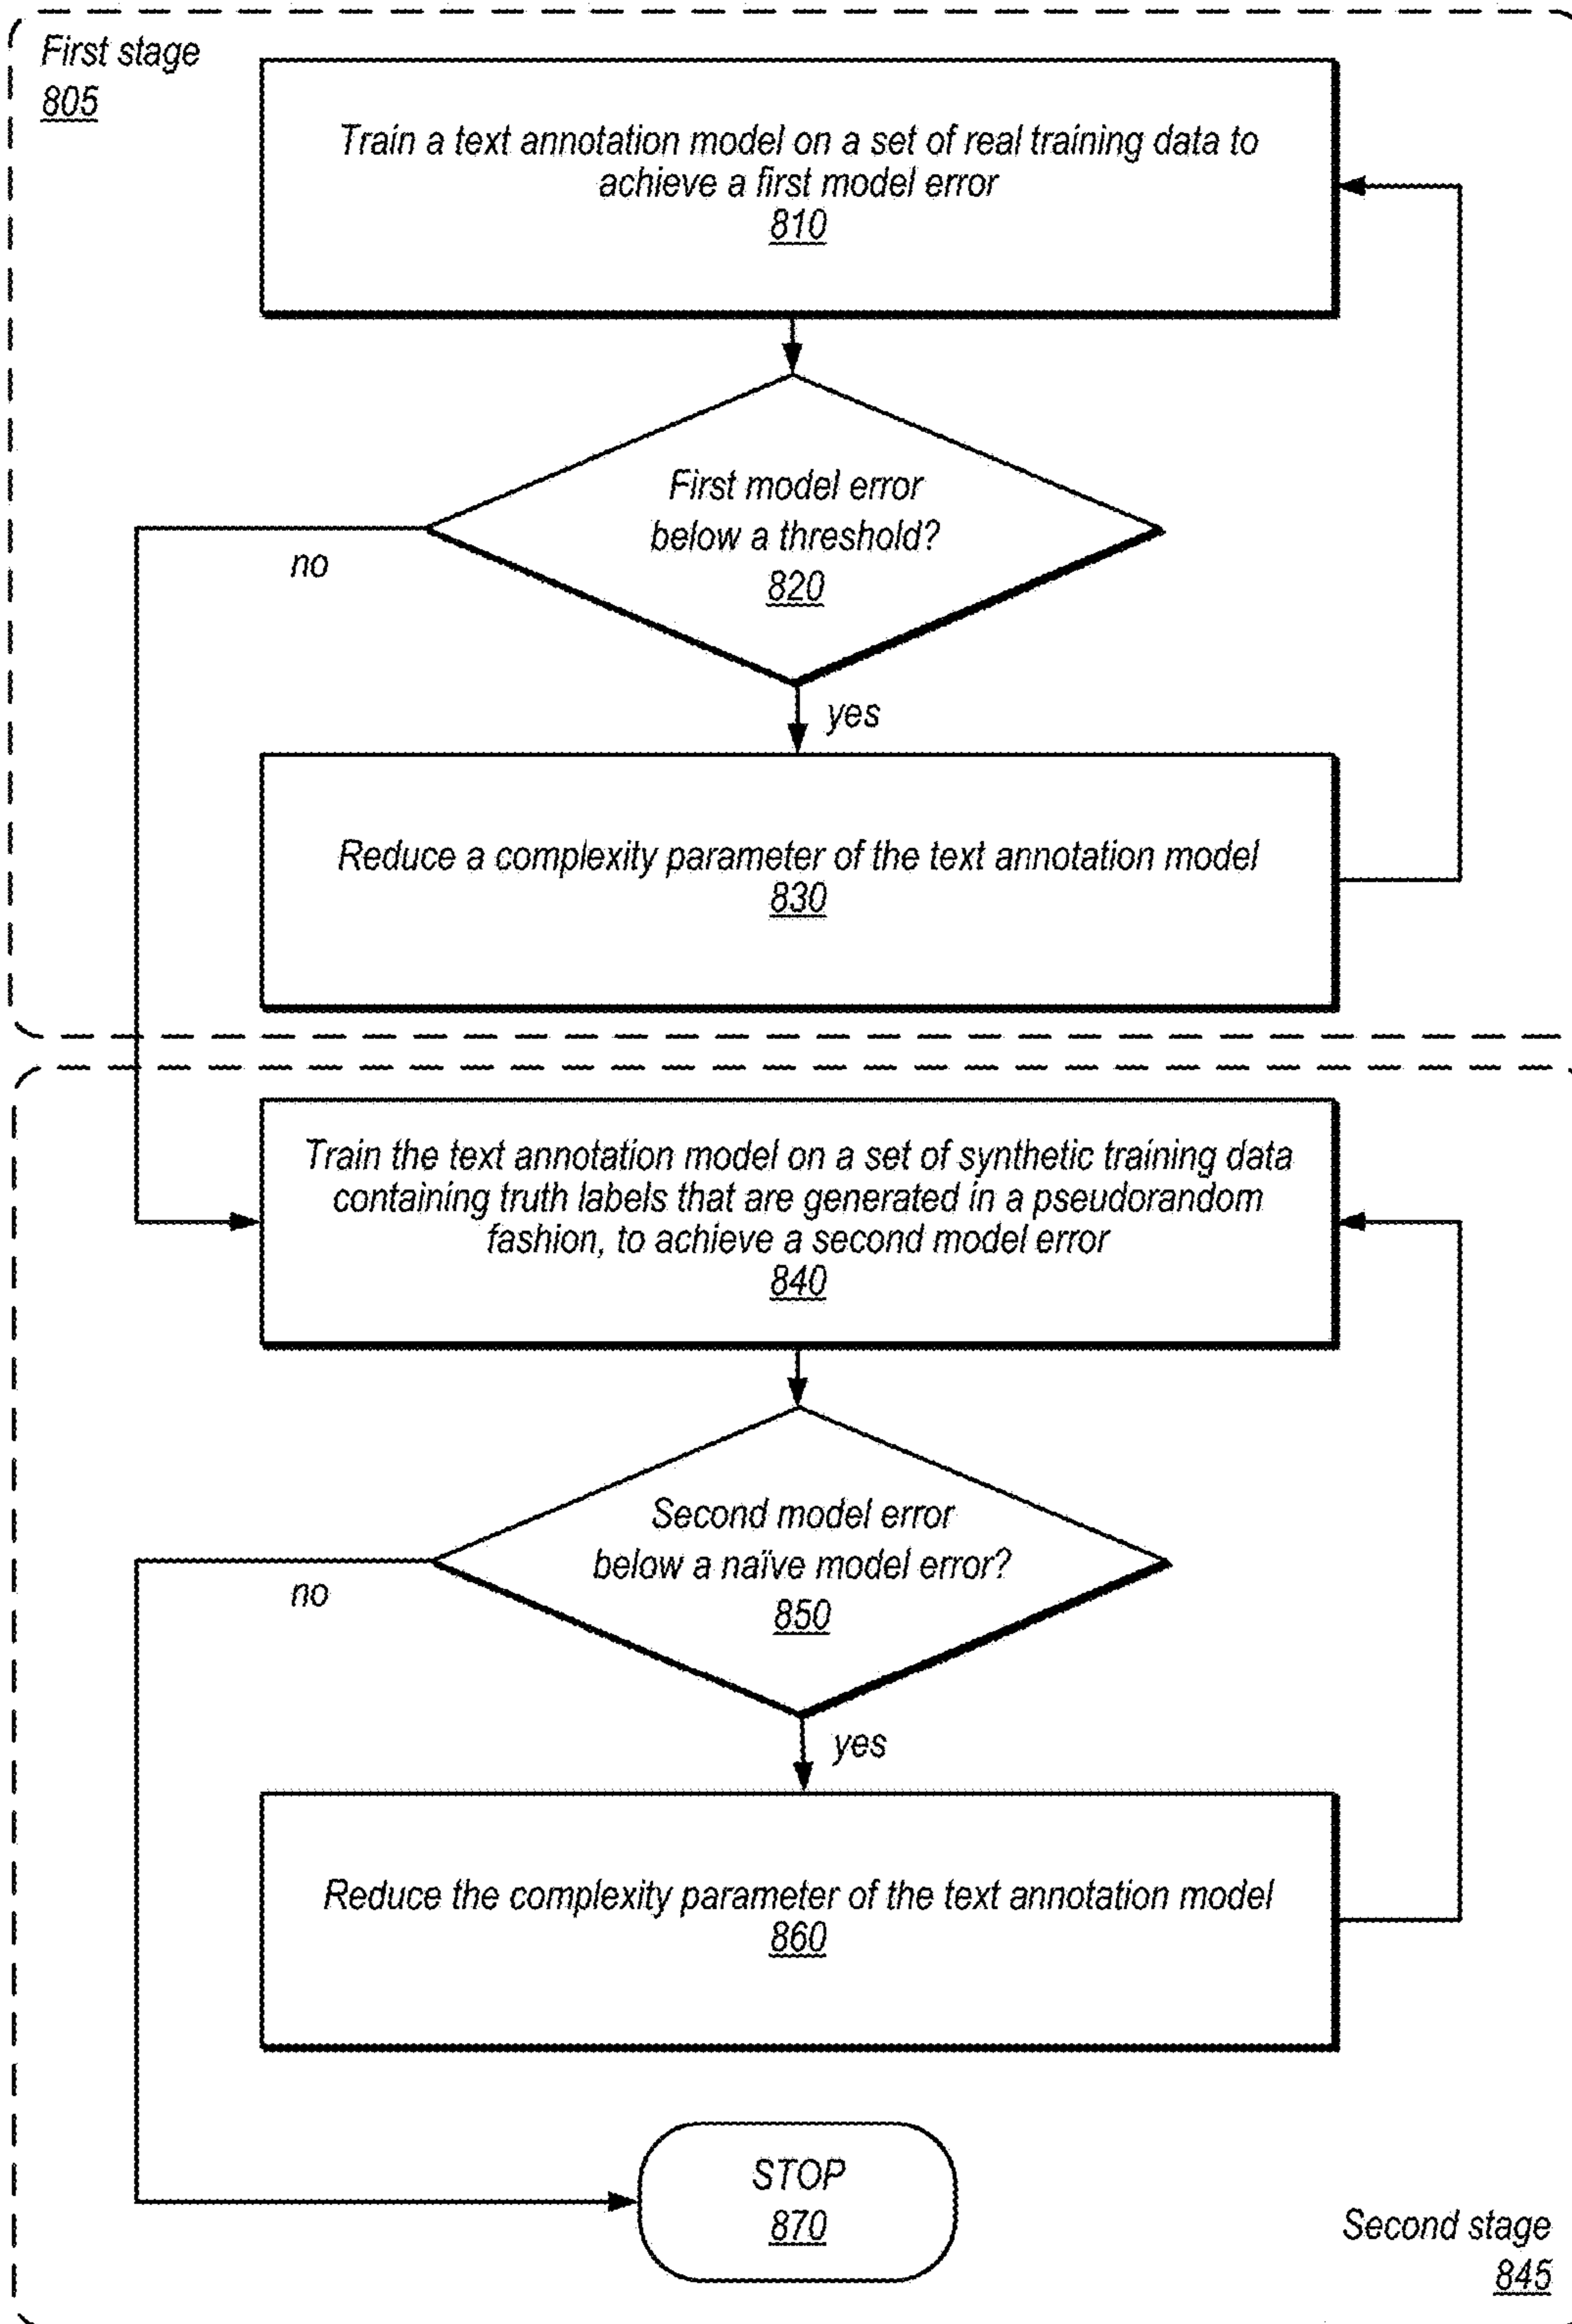 First stage
805
Train a text annotation model on a set of real training data to
achieve a first model error
810
First model error
below a threshold?
820
no
yes
Reduce a complexity parameter of the text annotation model
830
Train the text annotation model on a set of synthetic training data
containing truth labels that are generated in a pseudorandom
fashion, to achieve a second model error
840
Second model error
below a naïve model error?
850
no
yes
Reduce the complexity parameter of the text annotation model
860
STOP
870
Second stage
845